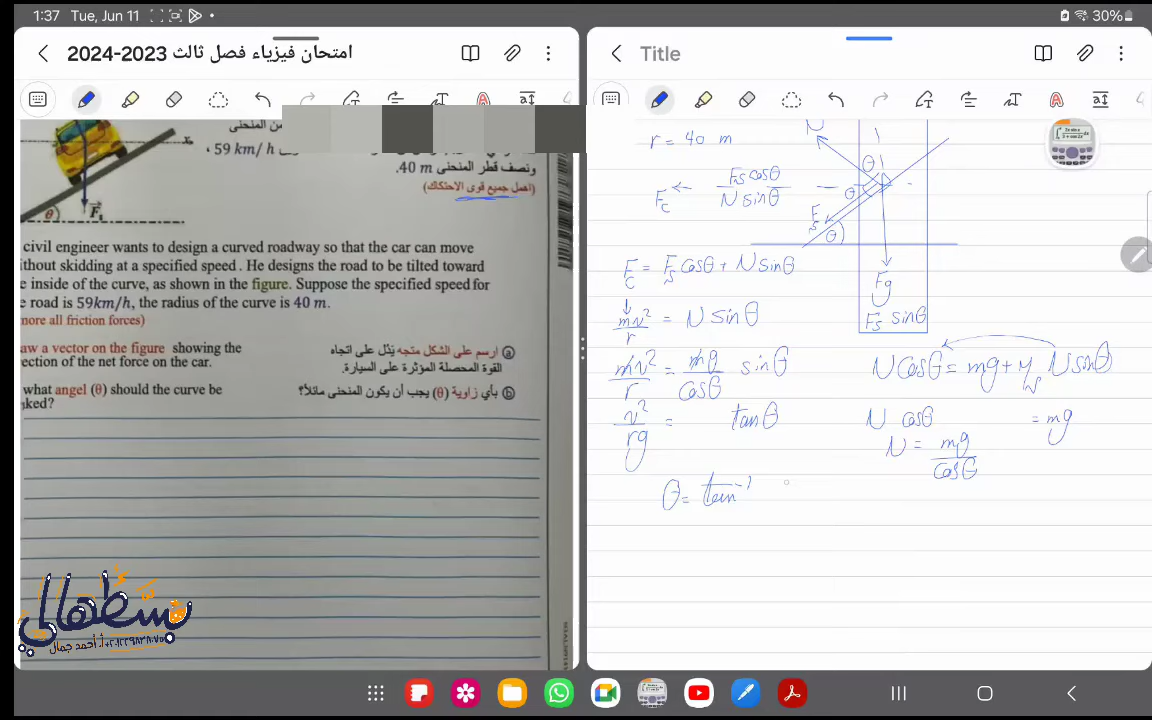 1:37 Tue, Jun 11
30%
امتحان فيزياء فصل ثالث 2023-2024
Title
من المنحنى
59 km/h ،
ونصف قطر المنحنى 40 m.
(اهمل جميع قوى الاحتكاك)
θ
civil engineer wants to design a curved roadway so that the car can move
ithout skidding at a specified speed. He designs the road to be tilted toward
e inside of the curve, as shown in the figure. Suppose the specified speed for
e road is 59km/h, the radius of the curve is 40 m.
nore all friction forces)
aw a vector on the figure showing the
ection of the net force on the car.
ⓐ ارسم على الشكل متجه يَدُل على اتجاه
القوة المحصلة المؤثرة على السيارة.
what angel (θ) should the curve be
ked?
ⓑ بأي زاوية (θ) يجب أن يكون المنحنى مائلاً؟
بسطهالي
أ. أحمد جمال
r = 40 m
N
θ
θ
θ
Fc ← Fs cosθ
N sinθ
Fs
Fg
Fs sinθ
Fc = Fs cosθ + N sinθ
mv²/r = N sinθ
mv²/r = mg/cosθ sinθ
N cosθ = mg + μs N sinθ
v²/rg = tanθ
N cosθ = mg
N = mg/cosθ
θ = tan⁻¹